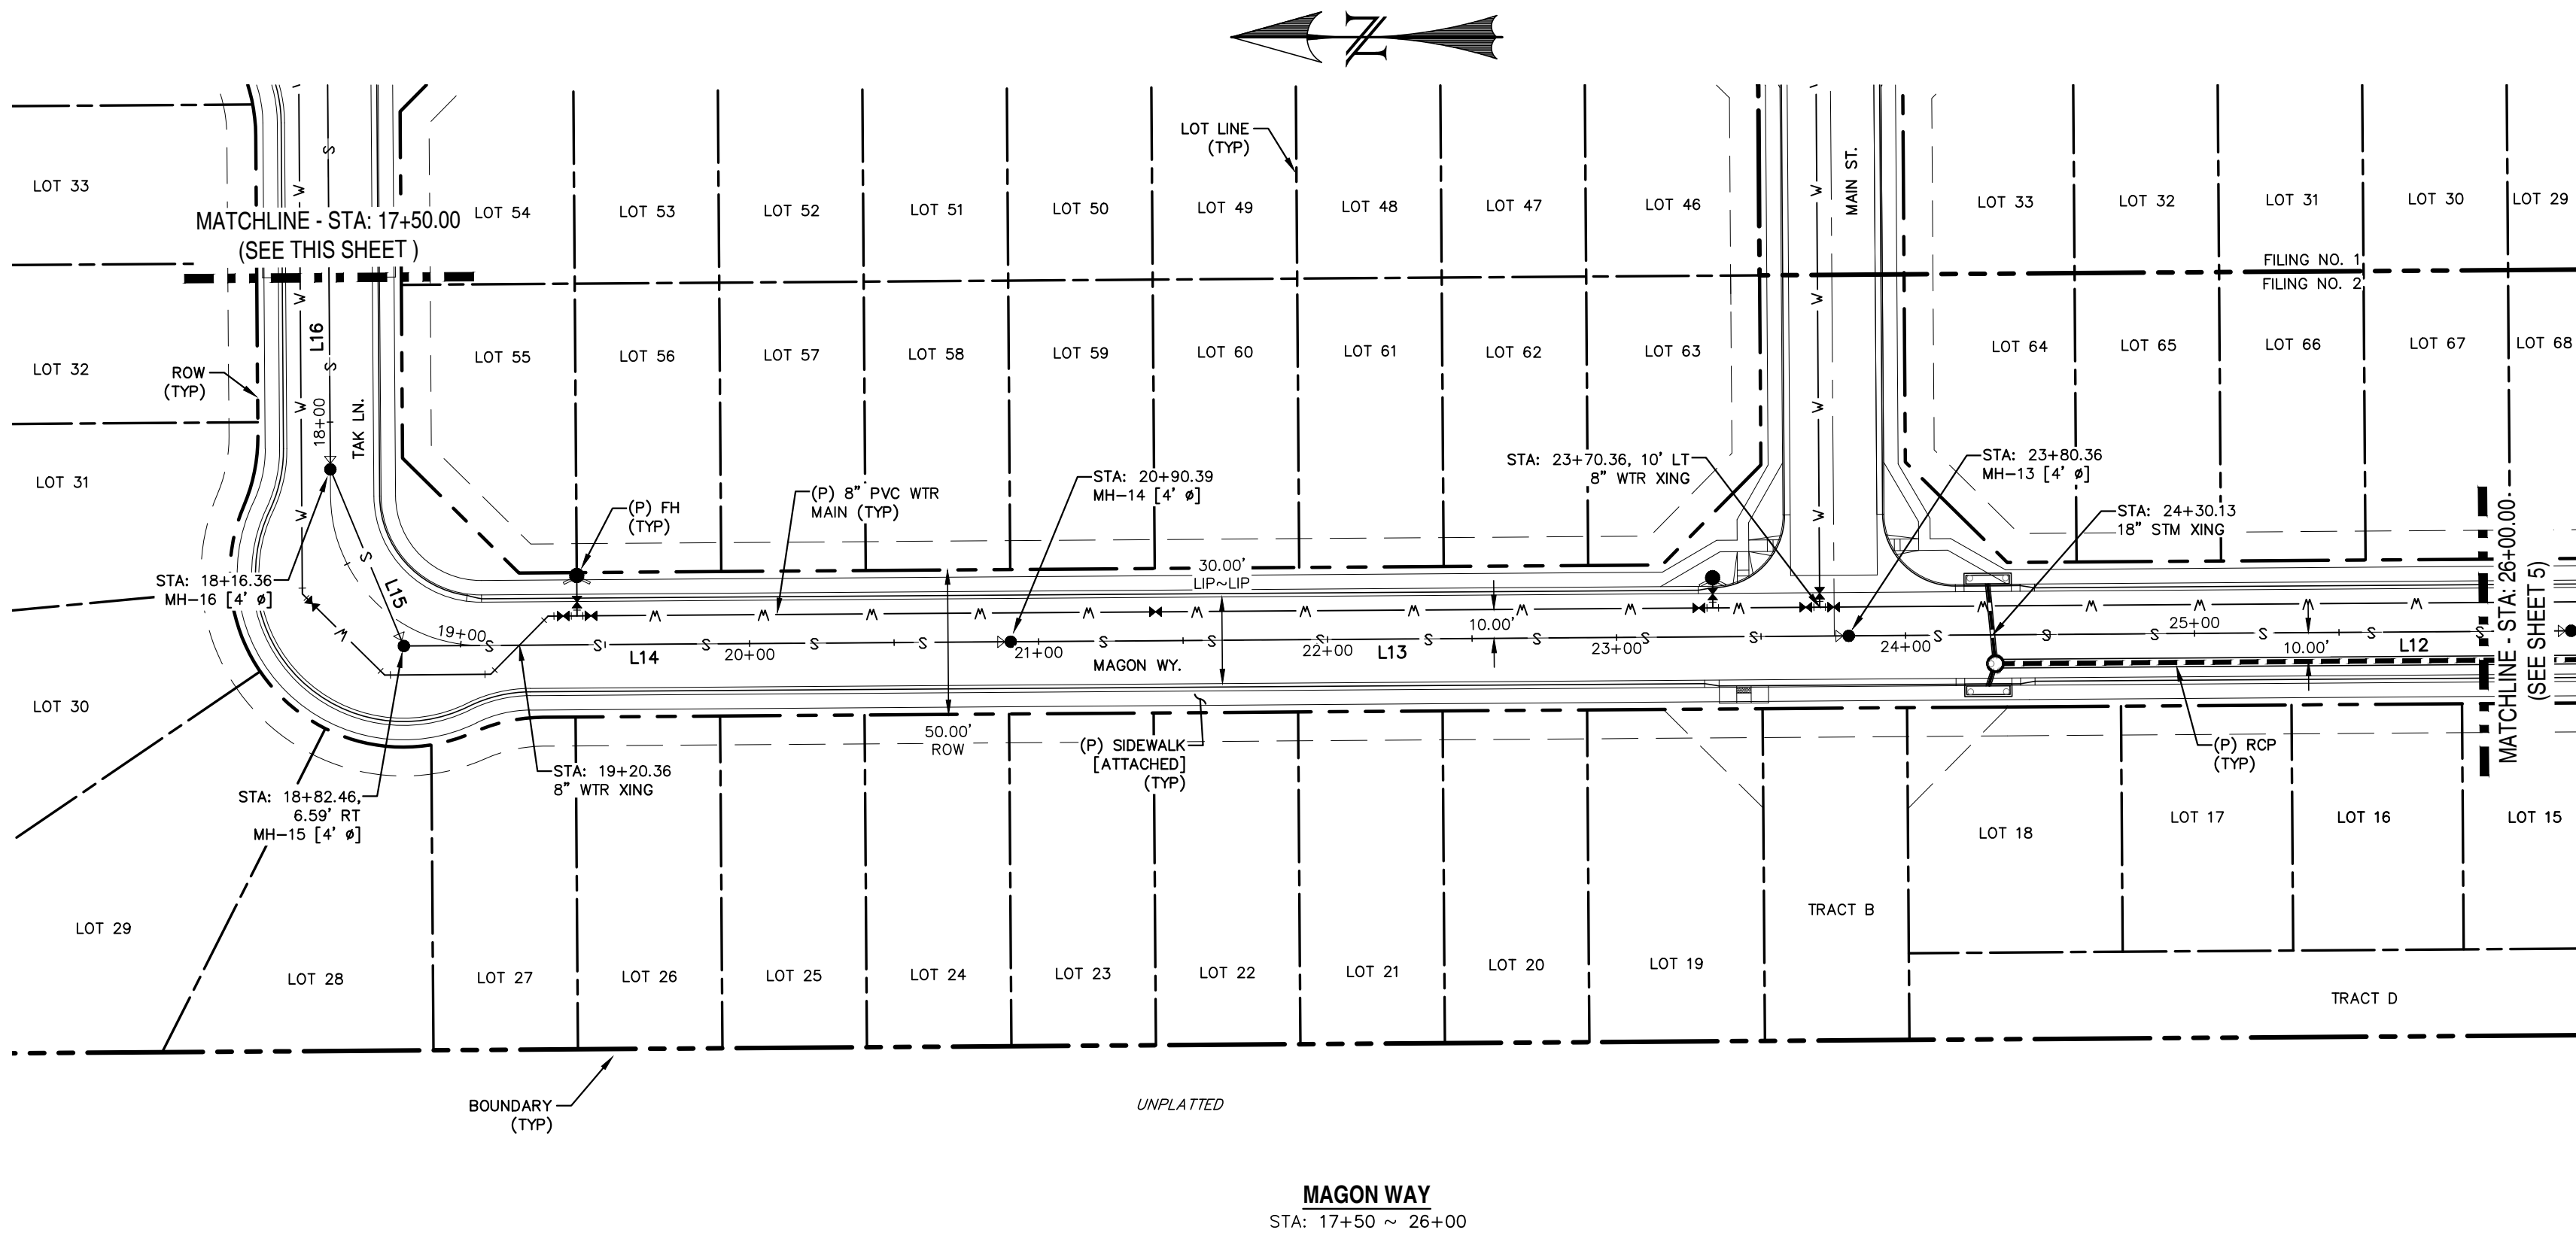 N
LOT 33
MATCHLINE - STA: 17+50.00
(SEE THIS SHEET )
LOT 54
LOT 53
LOT 52
LOT 51
LOT 50
LOT LINE
(TYP)
LOT 49
LOT 48
LOT 47
LOT 46
MAIN ST.
LOT 33
LOT 32
LOT 31
LOT 30
LOT 29
FILING NO. 1
FILING NO. 2
LOT 32
ROW
(TYP)
L16
18+00
TAK LN.
LOT 55
LOT 56
LOT 57
LOT 58
LOT 59
LOT 60
LOT 61
LOT 62
LOT 63
LOT 64
LOT 65
LOT 66
LOT 67
LOT 68
LOT 31
(P) FH
(TYP)
(P) 8" PVC WTR
MAIN (TYP)
STA: 20+90.39
MH-14 [4' ø]
STA: 23+70.36, 10' LT
8" WTR XING
STA: 23+80.36
MH-13 [4' ø]
STA: 24+30.13
18" STM XING
MATCHLINE - STA: 26+00.00
(SEE SHEET 5)
STA: 18+16.36
MH-16 [4' ø]
L15
30.00'
LIP~LIP
10.00'
19+00
L14
20+00
21+00
MAGON WY.
22+00
L13
23+00
24+00
25+00
10.00'
L12
LOT 30
50.00'
ROW
(P) SIDEWALK
[ATTACHED]
(TYP)
(P) RCP
(TYP)
STA: 19+20.36
8" WTR XING
STA: 18+82.46,
6.59' RT
MH-15 [4' ø]
LOT 29
LOT 28
LOT 27
LOT 26
LOT 25
LOT 24
LOT 23
LOT 22
LOT 21
LOT 20
LOT 19
TRACT B
LOT 18
LOT 17
LOT 16
LOT 15
TRACT D
BOUNDARY
(TYP)
UNPLATTED
MAGON WAY
STA: 17+50 ~ 26+00